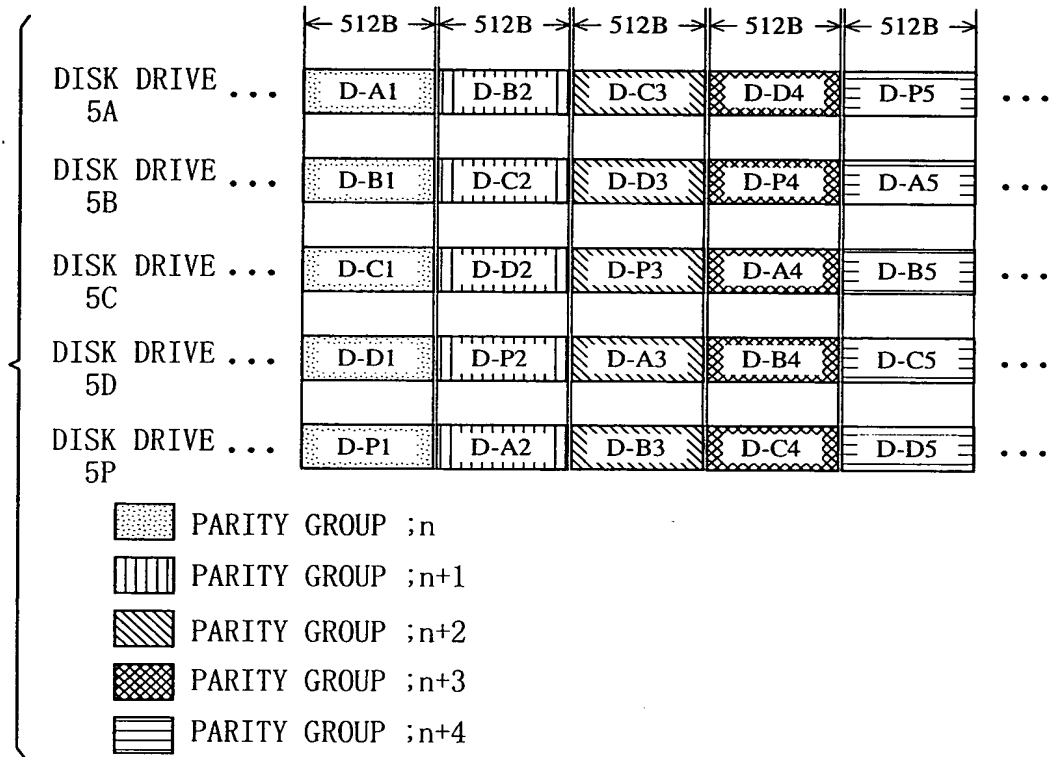 512B 512B 512B 512B 512B
DISK DRIVE ... D-A1 D-B2 D-C3 D-D4 D-P5 ...
5A
DISK DRIVE ... D-B1 D-C2 D-D3 D-P4 D-A5 ...
5B
DISK DRIVE ... D-C1 D-D2 D-P3 D-A4 D-B5 ...
5C
DISK DRIVE ... D-D1 D-P2 D-A3 D-B4 D-C5 ...
5D
DISK DRIVE ... D-P1 D-A2 D-B3 D-C4 D-D5 ...
5P
PARITY GROUP ;n
PARITY GROUP ;n+1
PARITY GROUP ;n+2
PARITY GROUP ;n+3
PARITY GROUP ;n+4